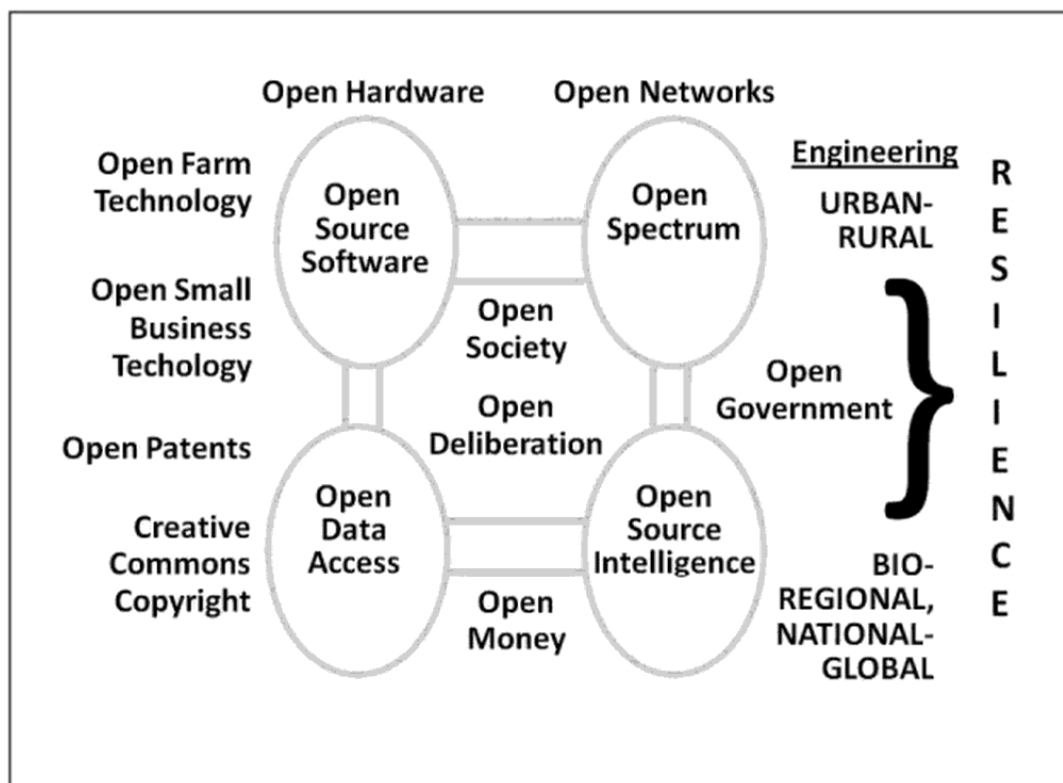 Open Hardware
Open Networks
Open Farm
Technology
Open Small
Business
Techology
Open Patents
Creative
Commons
Copyright
Open
Source
Software
Open
Spectrum
Open
Society
Open
Deliberation
Open
Data
Access
Open
Source
Intelligence
Open
Money
Engineering
URBAN-
RURAL
Open
Government
}
BIO-
REGIONAL,
NATIONAL-
GLOBAL
R
E
S
I
L
I
E
N
C
E